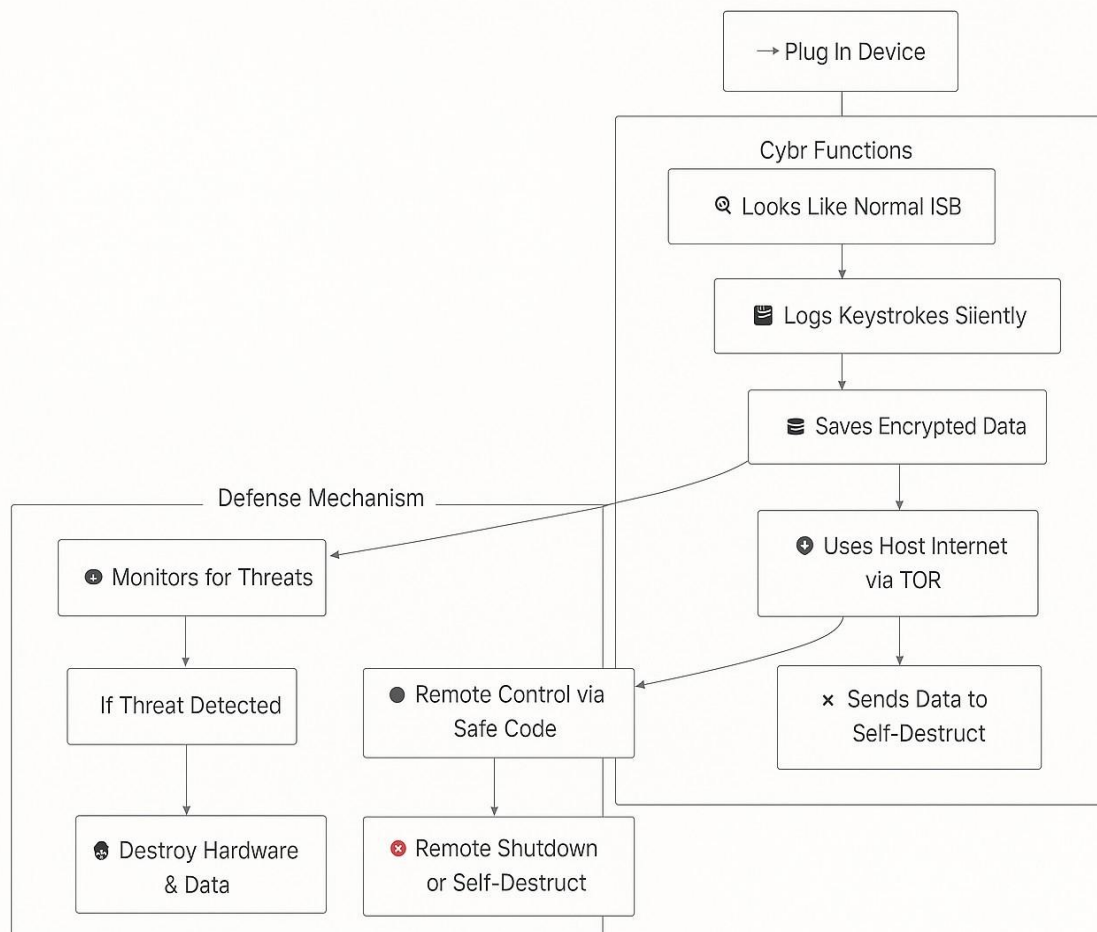 Plug In Device
Cybr Functions
Looks Like Normal ISB
Logs Keystrokes Siiently
Saves Encrypted Data
Uses Host Internet
via TOR
Sends Data to
Self-Destruct
Defense Mechanism
Monitors for Threats
If Threat Detected
Destroy Hardware
& Data
Remote Control via
Safe Code
Remote Shutdown
or Self-Destruct